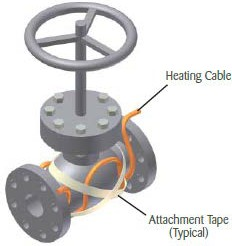 Heating Cable
Attachment Tape
(Typical)